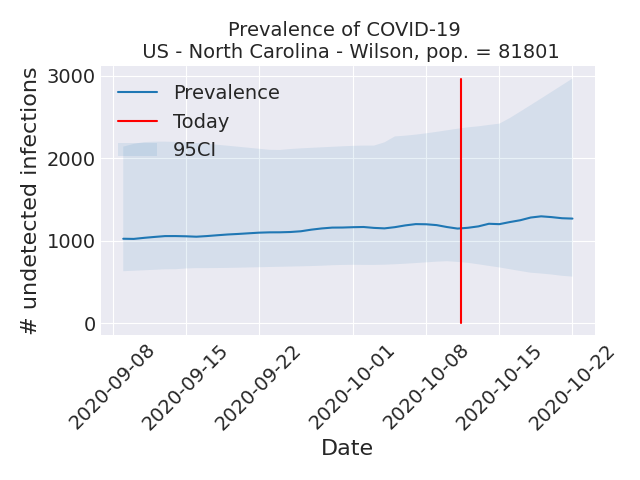 Prevalence of COVID-19
US - North Carolina - Wilson, pop. = 81801
# undetected infections
3000
2000
1000
0
Prevalence
Today
95CI
2020-09-08
2020-09-15
2020-09-22
2020-10-01
2020-10-08
2020-10-15
2020-10-22
Date